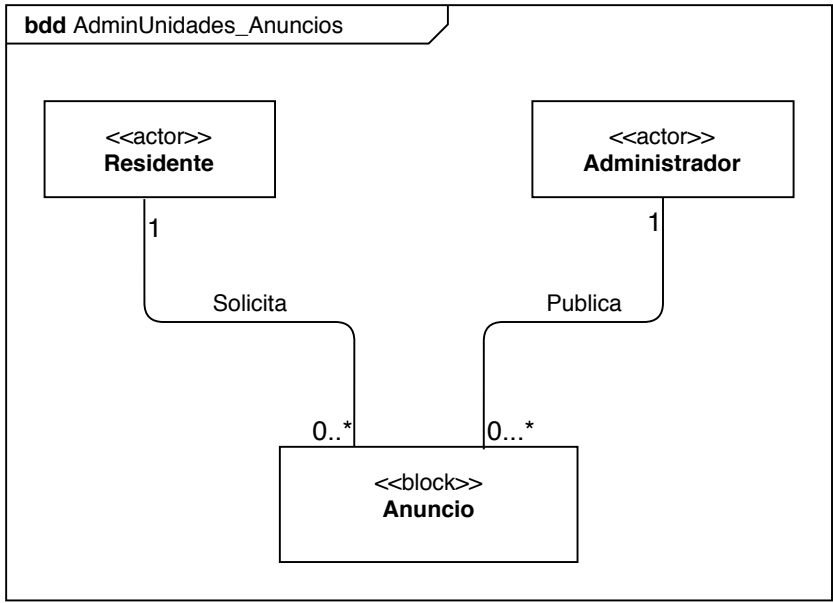 bdd AdminUnidades_Anuncios
<<actor>>
Residente
<<actor>>
Administrador
1
1
Solicita
Publica
0..*
0...*
<<block>>
Anuncio